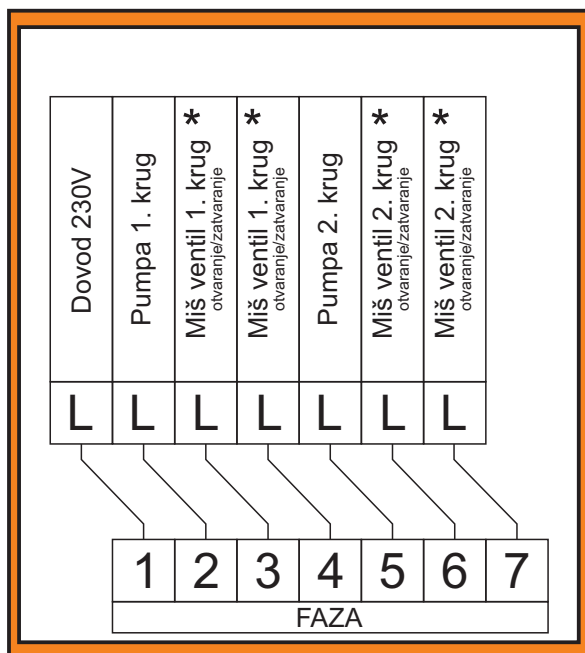 Dovod 230V
Pumpa 1. krug
Miš ventil 1. krug *
otvaranje/zatvaranje
Miš ventil 1. krug *
otvaranje/zatvaranje
Pumpa 2. krug
Miš ventil 2. krug *
otvaranje/zatvaranje
Miš ventil 2. krug *
otvaranje/zatvaranje
L L L L L L L
1 2 3 4 5 6 7
FAZA